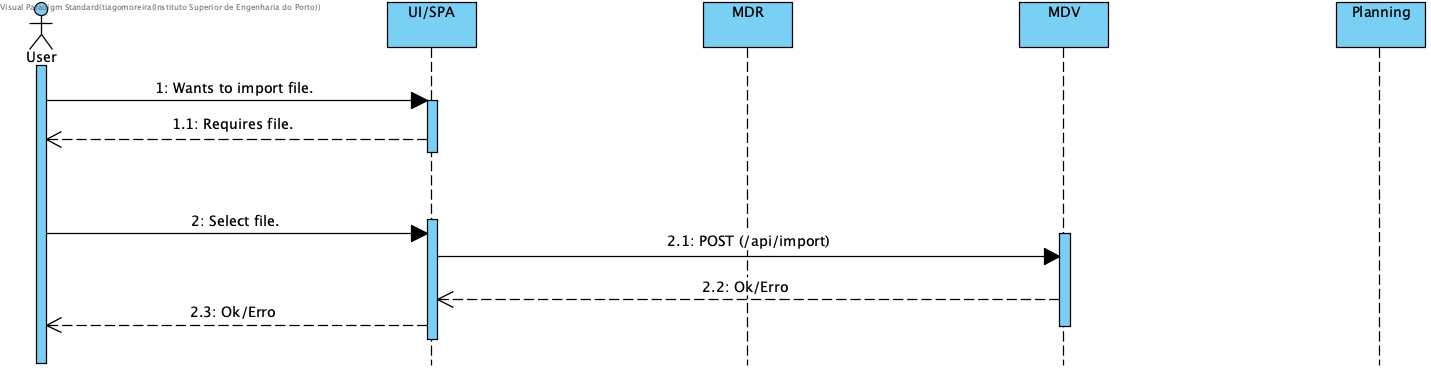 Visual Paradigm Standard(tiagomoreira(Instituto Superior de Engenharia do Porto))
UI/SPA
MDR
MDV
Planning
User
1: Wants to import file.
1.1: Requires file.
2: Select file.
2.1: POST (/api/import)
2.2: Ok/Erro
2.3: Ok/Erro